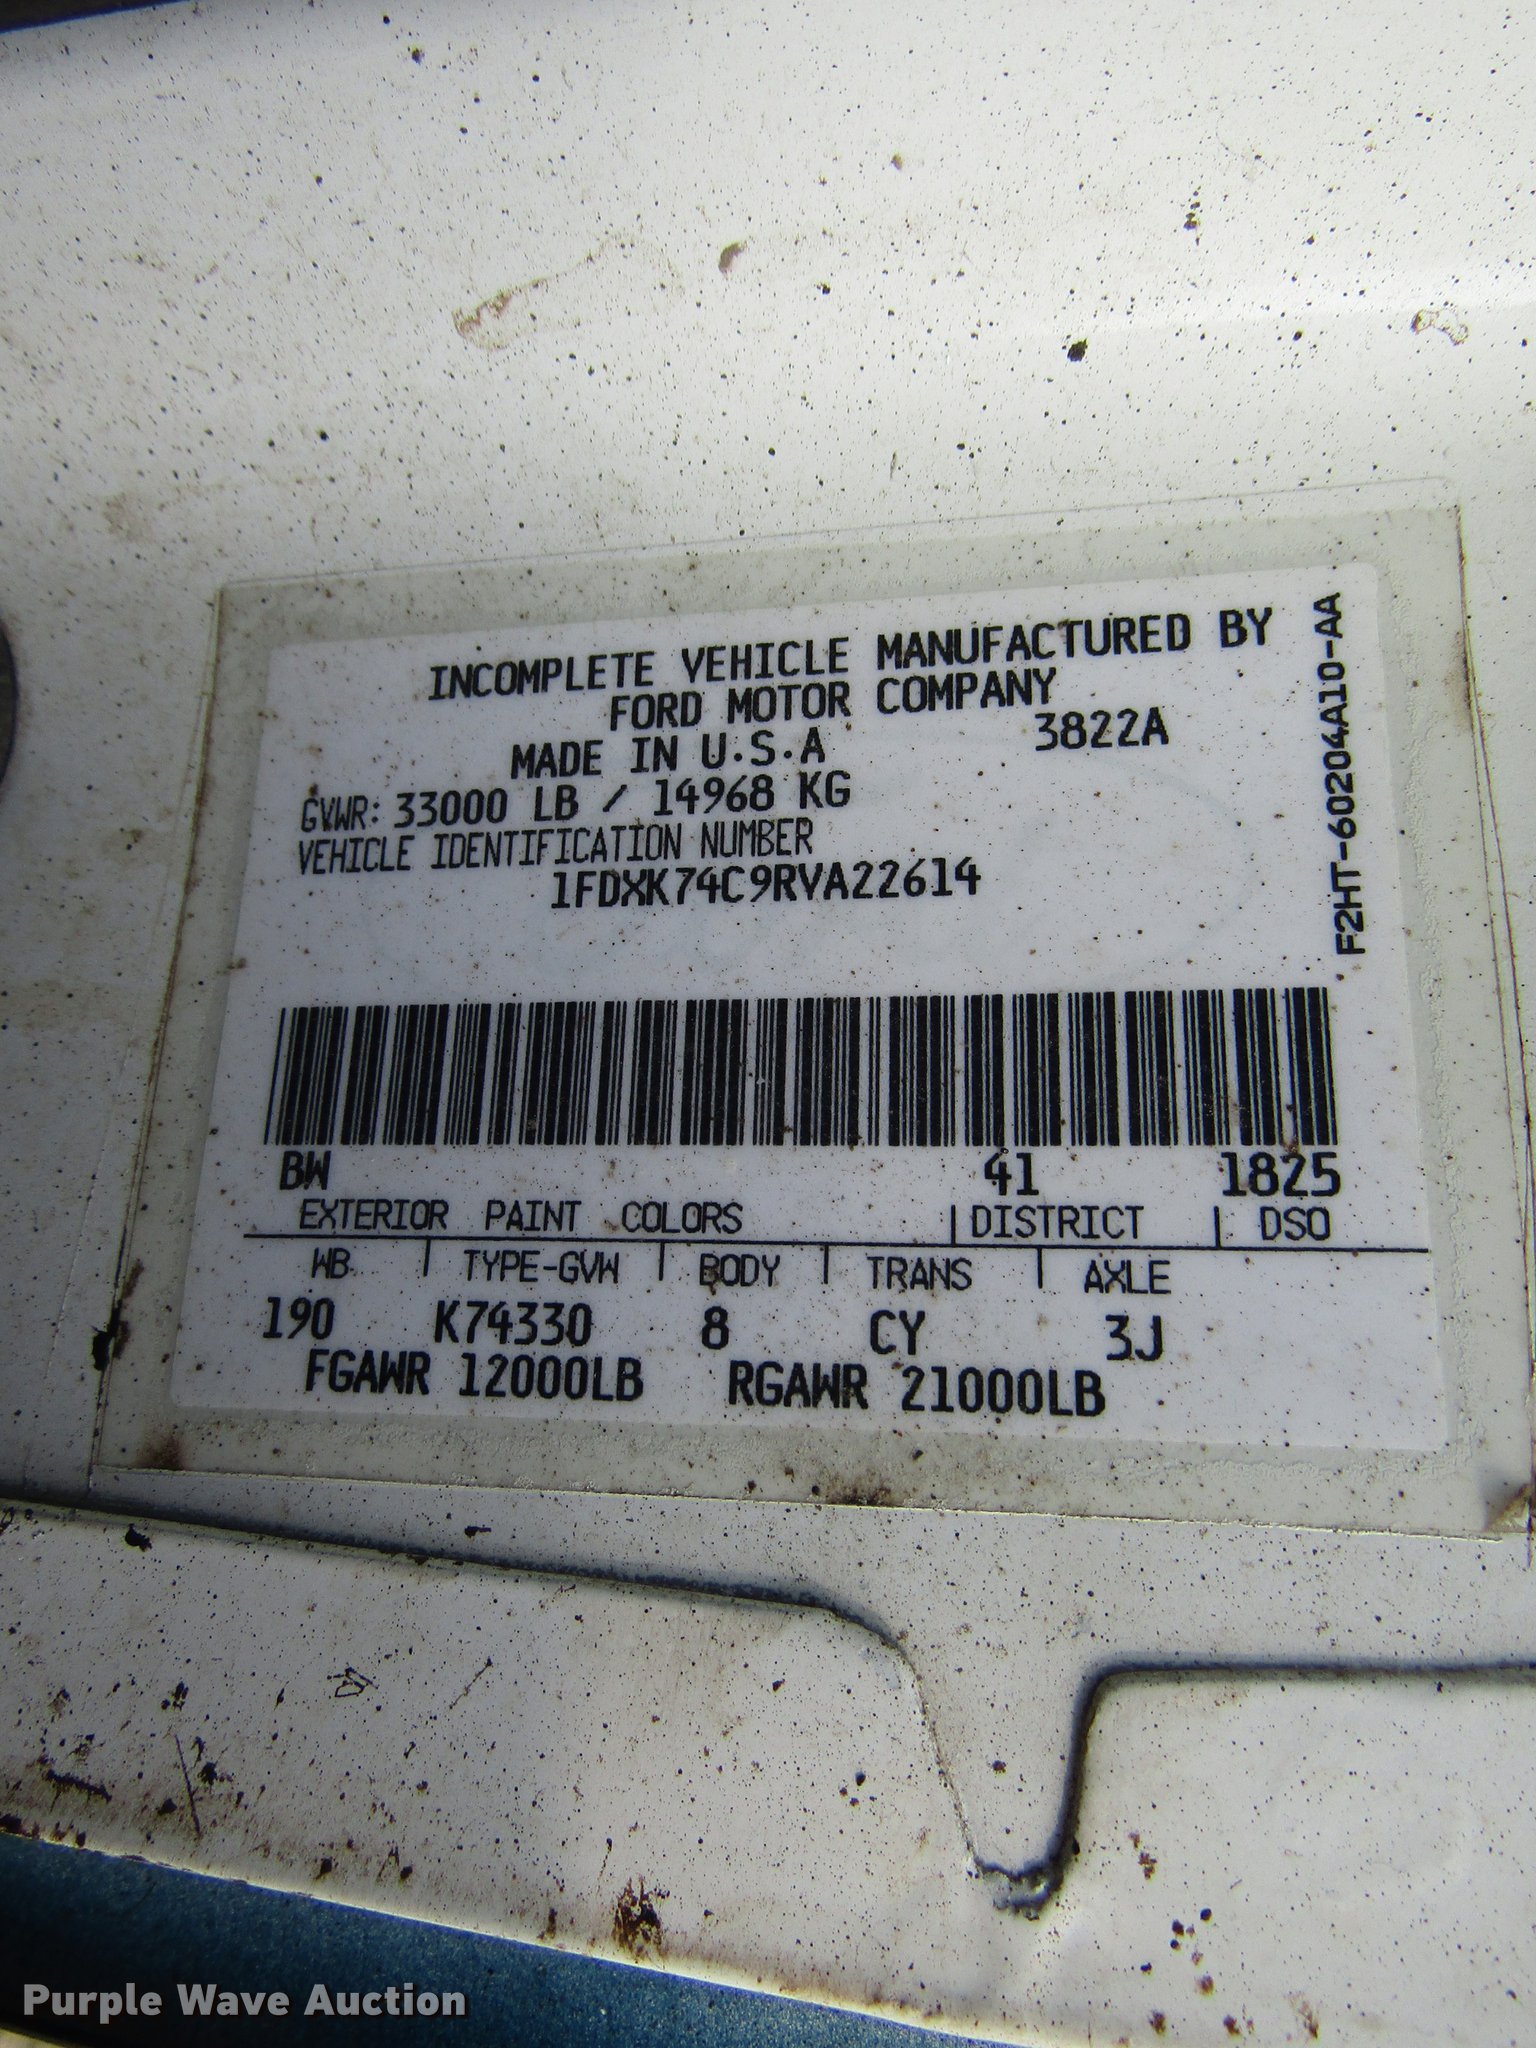 INCOMPLETE VEHICLE MANUFACTURED BY
FORD MOTOR COMPANY
MADE IN U.S.A 3822A
GVWR: 33000 LB / 14968 KG
VEHICLE IDENTIFICATION NUMBER
1FDXK74C9RVA22614
F2HT-60204A10-AA
BW 41 1825
EXTERIOR PAINT COLORS | DISTRICT | DSO
WB | TYPE-GVW | BODY | TRANS | AXLE
190 K74330 8 CY 3J
FGAWR 12000LB RGAWR 21000LB
Purple Wave Auction